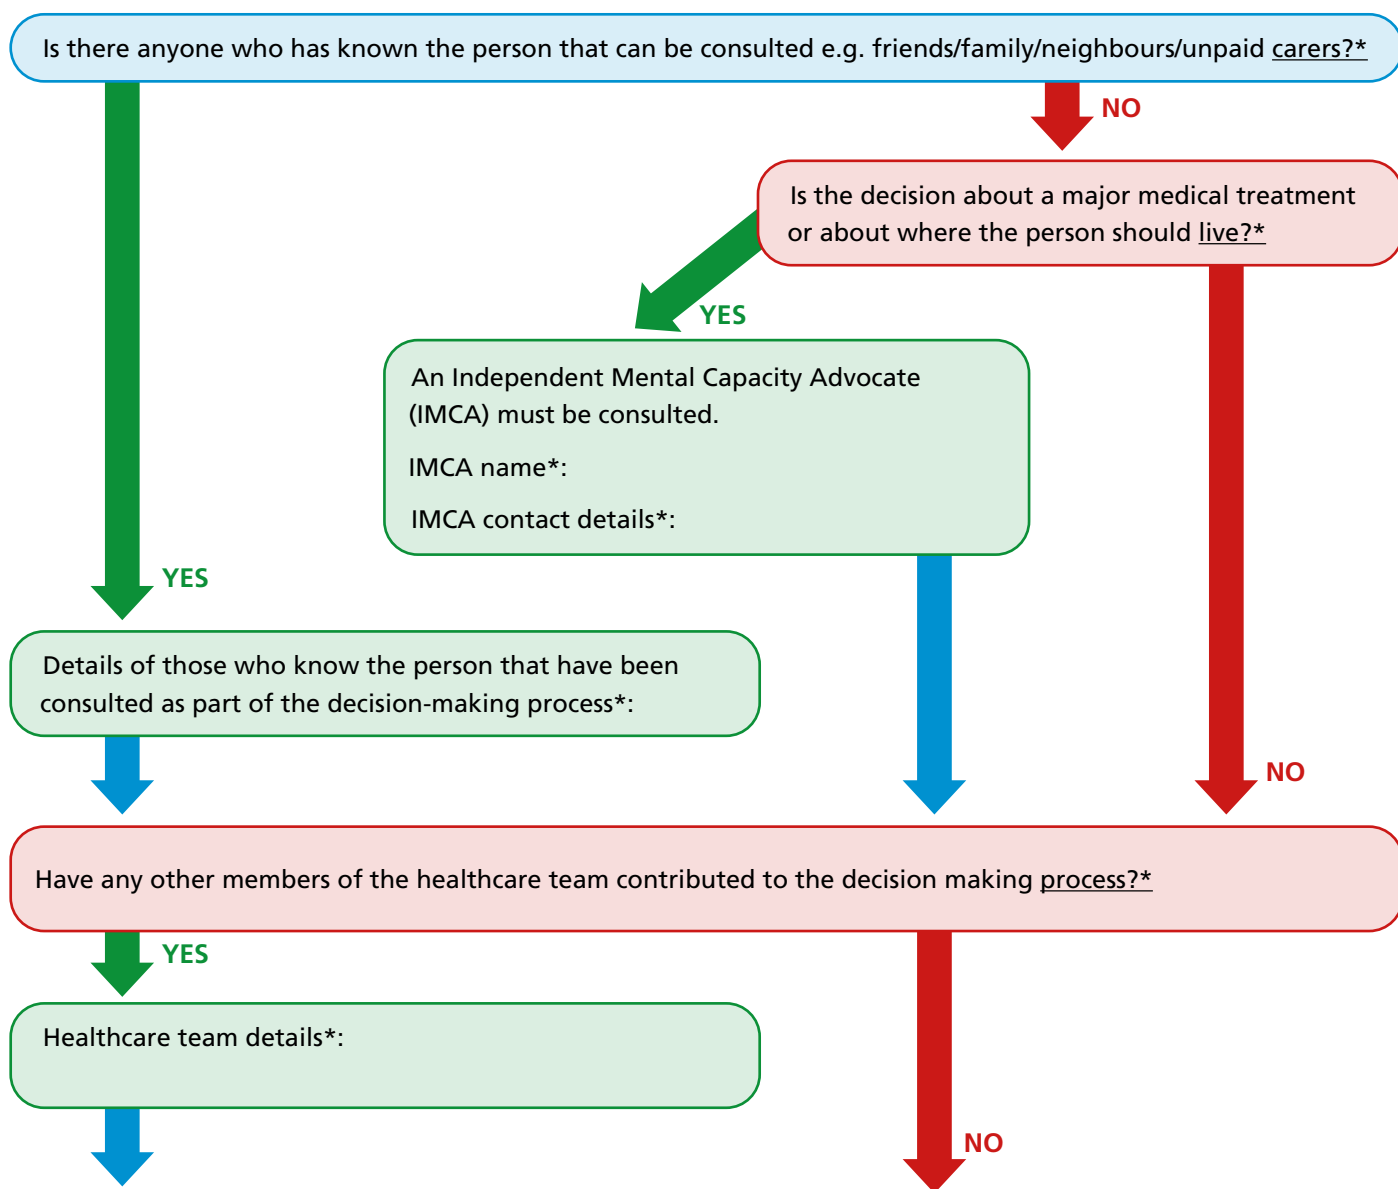 Is there anyone who has known the person that can be consulted e.g. friends/family/neighbours/unpaid carers?*
NO
Is the decision about a major medical treatment
or about where the person should live?*
YES
An Independent Mental Capacity Advocate
(IMCA) must be consulted.
IMCA name*:
IMCA contact details*:
YES
Details of those who know the person that have been
consulted as part of the decision-making process*:
NO
Have any other members of the healthcare team contributed to the decision making process?*
YES
Healthcare team details*:
NO